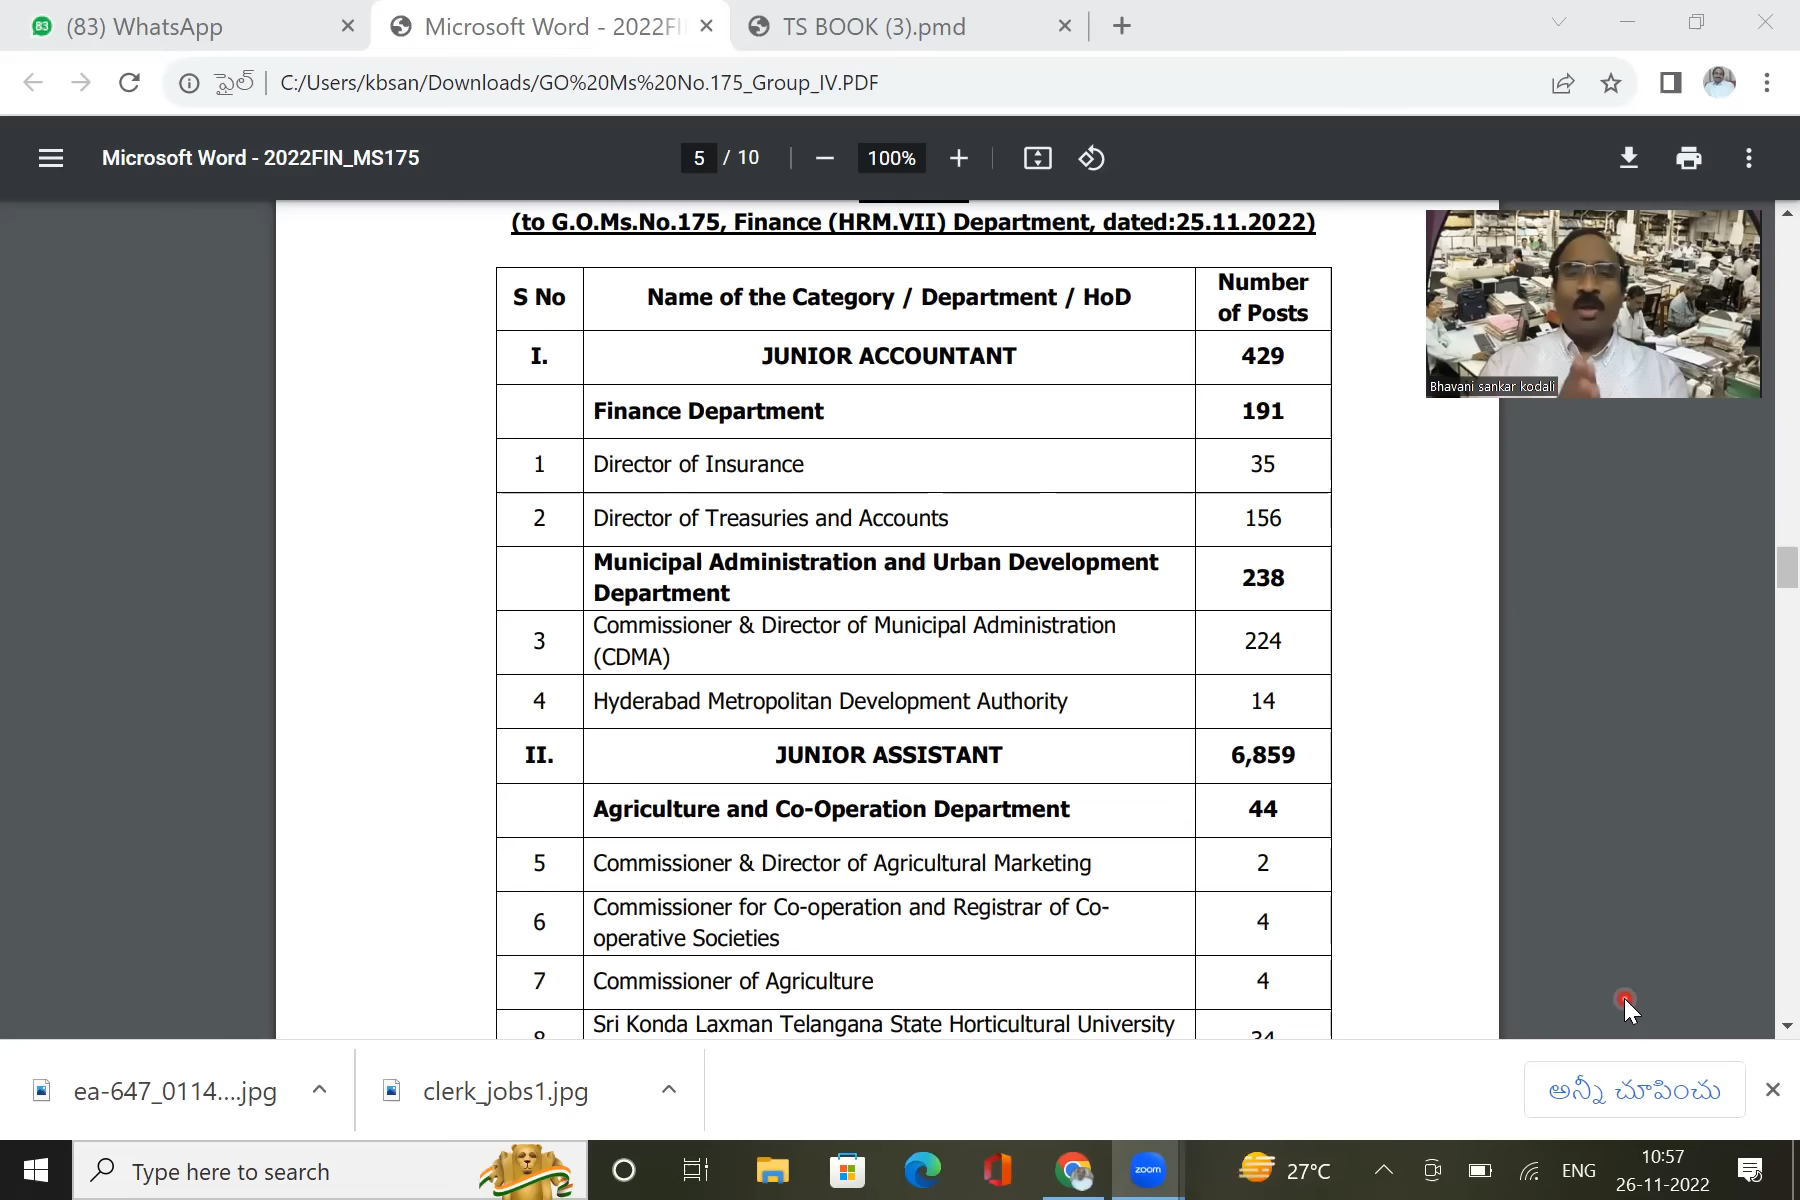 (83) WhatsApp
Microsoft Word - 2022FI
TS BOOK (3).pmd
ఫైల్ C:/Users/kbsan/Downloads/GO%20Ms%20No.175_Group_IV.PDF
Microsoft Word - 2022FIN_MS175
5 / 10
100%
(to G.O.Ms.No.175, Finance (HRM.VII) Department, dated:25.11.2022)
S No Name of the Category / Department / HoD Number of Posts
I. JUNIOR ACCOUNTANT 429
Finance Department 191
1 Director of Insurance 35
2 Director of Treasuries and Accounts 156
Municipal Administration and Urban Development
Department 238
3 Commissioner & Director of Municipal Administration
(CDMA) 224
4 Hyderabad Metropolitan Development Authority 14
II. JUNIOR ASSISTANT 6,859
Agriculture and Co-Operation Department 44
5 Commissioner & Director of Agricultural Marketing 2
6 Commissioner for Co-operation and Registrar of Co-
operative Societies 4
7 Commissioner of Agriculture 4
8 Sri Konda Laxman Telangana State Horticultural University 34
Bhavani sankar kodali
ea-647_0114....jpg
clerk_jobs1.jpg
అన్నీ చూపించు
Type here to search
zoom
27°C
ENG
10:57
26-11-2022